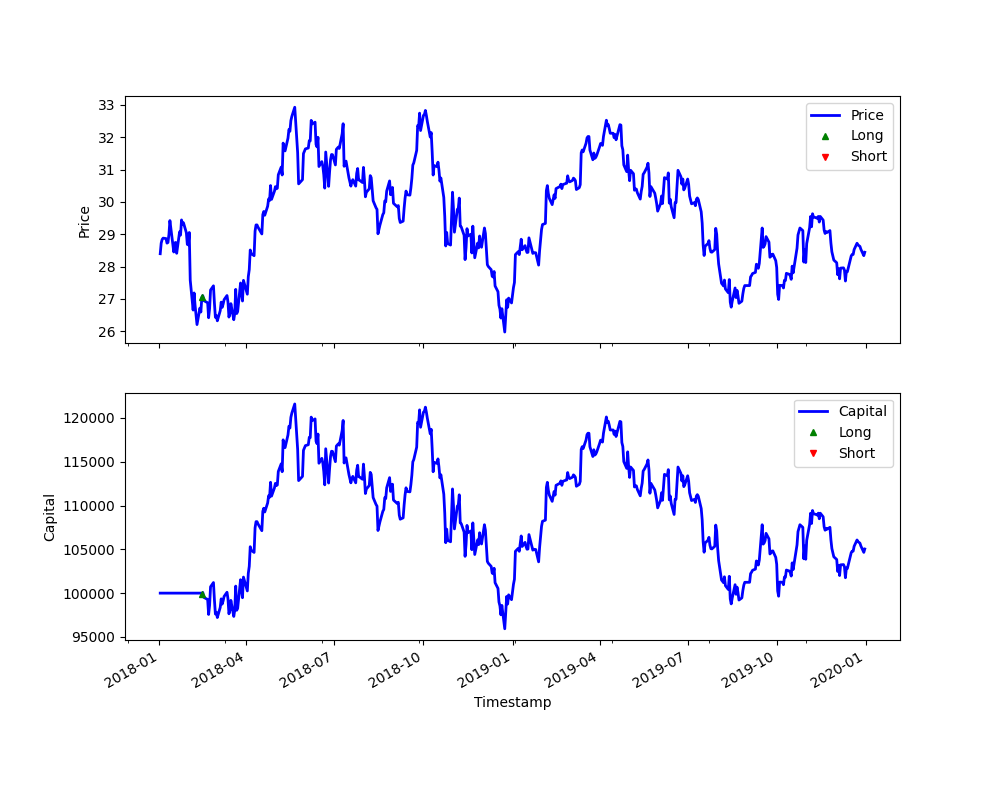 33
32
31
30
29
28
27
26
Price
Price
Long
Short
120000
115000
110000
105000
100000
95000
Capital
Capital
Long
Short
2018-01
2018-04
2018-07
2018-10
2019-01
2019-04
2019-07
2019-10
2020-01
Timestamp